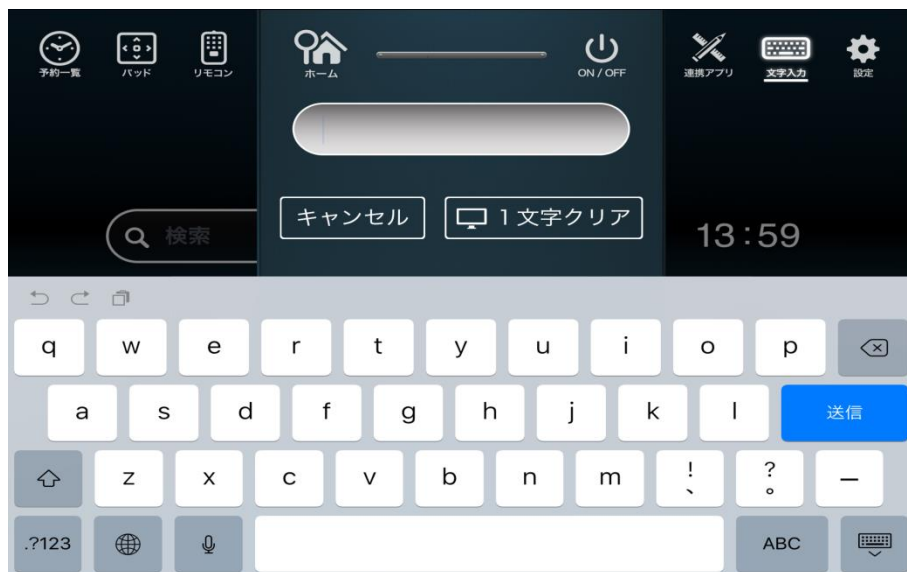 予約一覧 パッド リモコン ホーム ON / OFF 連携アプリ 文字入力 設定
キャンセル 1文字クリア
検索 13:59
q w e r t y u i o p
a s d f g h j k l 送信
z x c v b n m ! 、 ? 。 ー
.?123 ABC